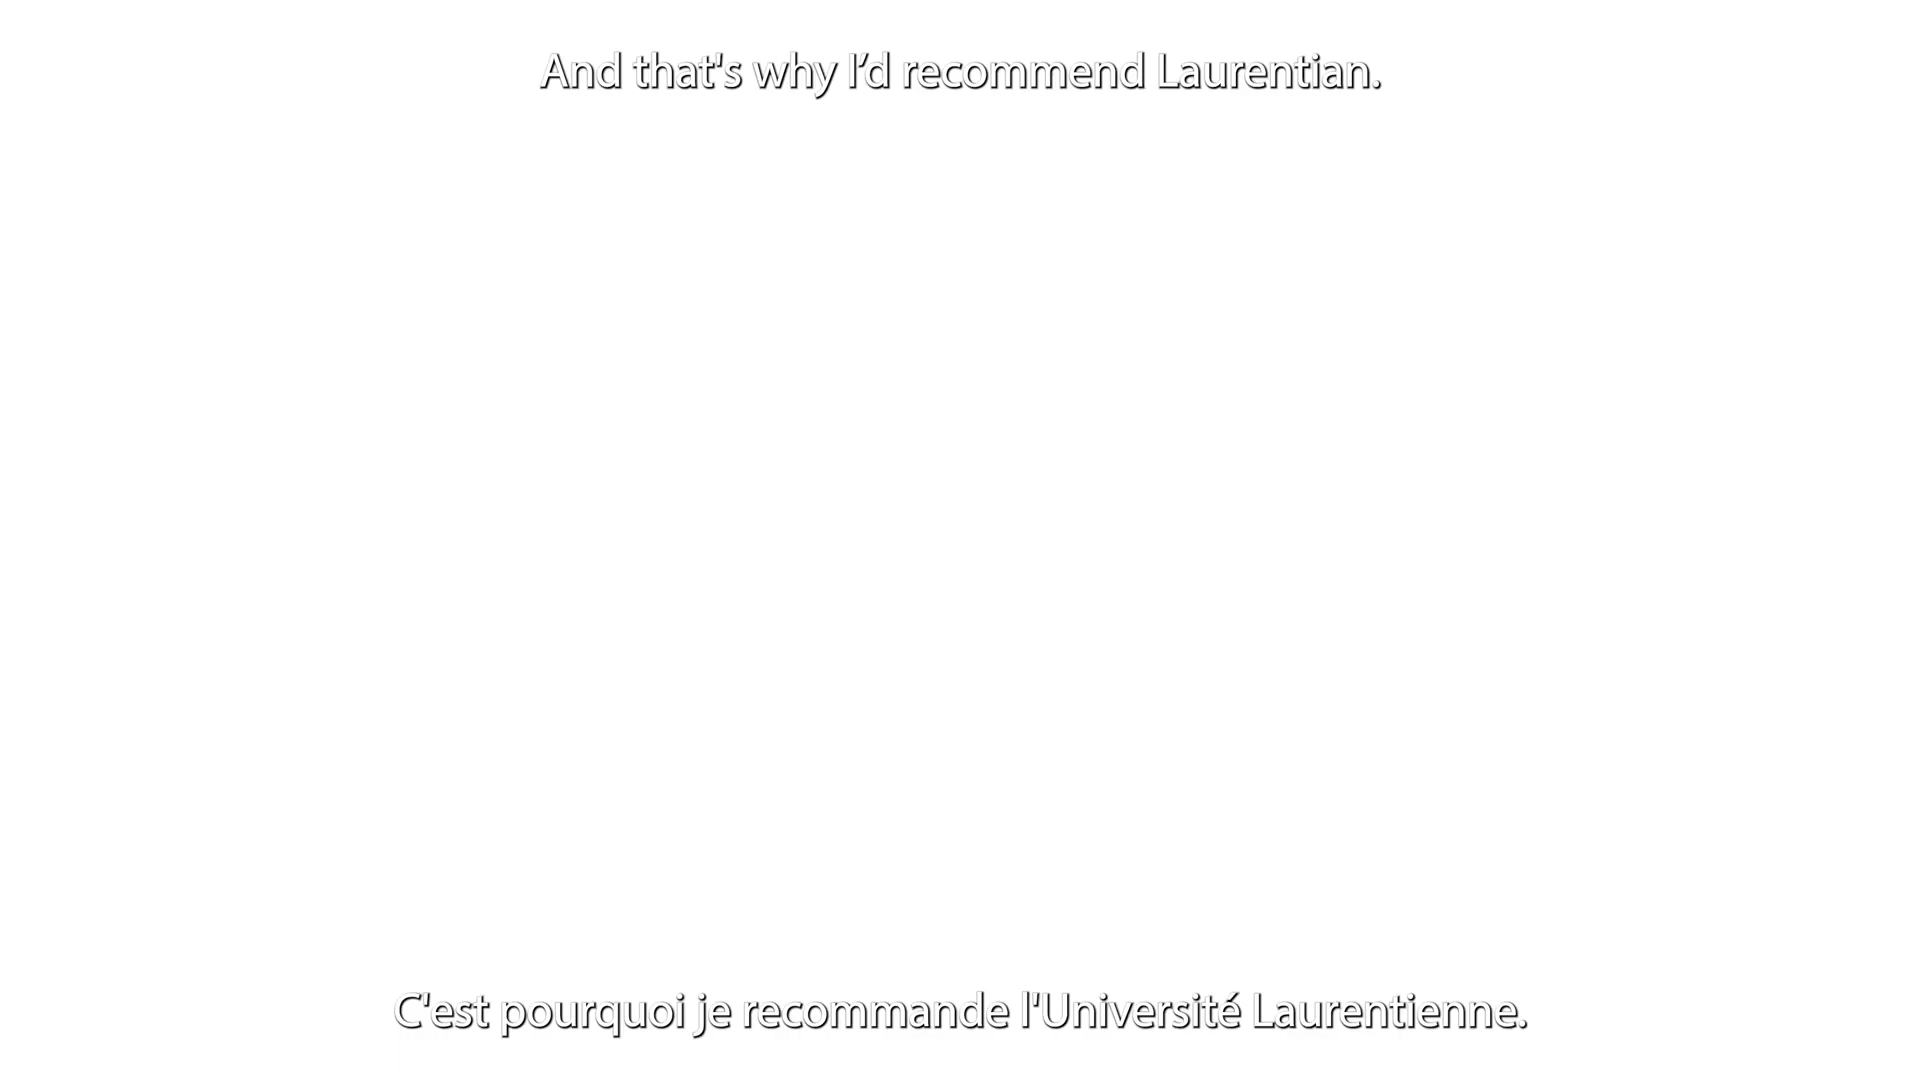 And that's why I’d recommend Laurentian.
C'est pourquoi je recommande l'Université Laurentienne.